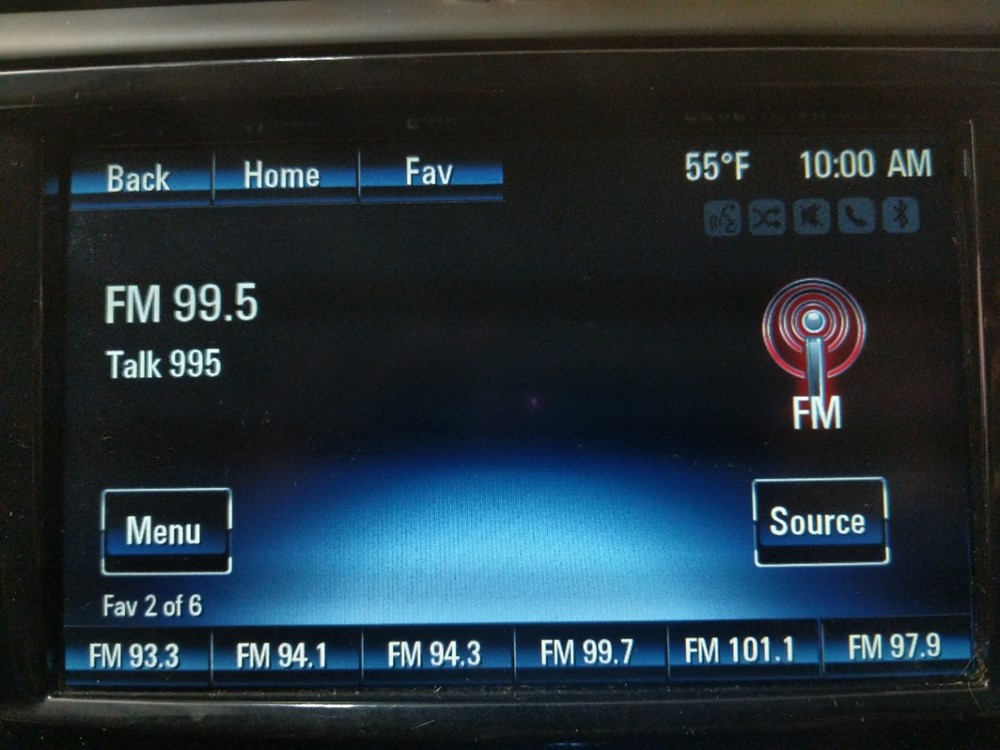 Back Home Fav 55°F 10:00 AM
FM 99.5
Talk 995
FM
Menu Source
Fav 2 of 6
FM 93.3 FM 94.1 FM 94.3 FM 99.7 FM 101.1 FM 97.9